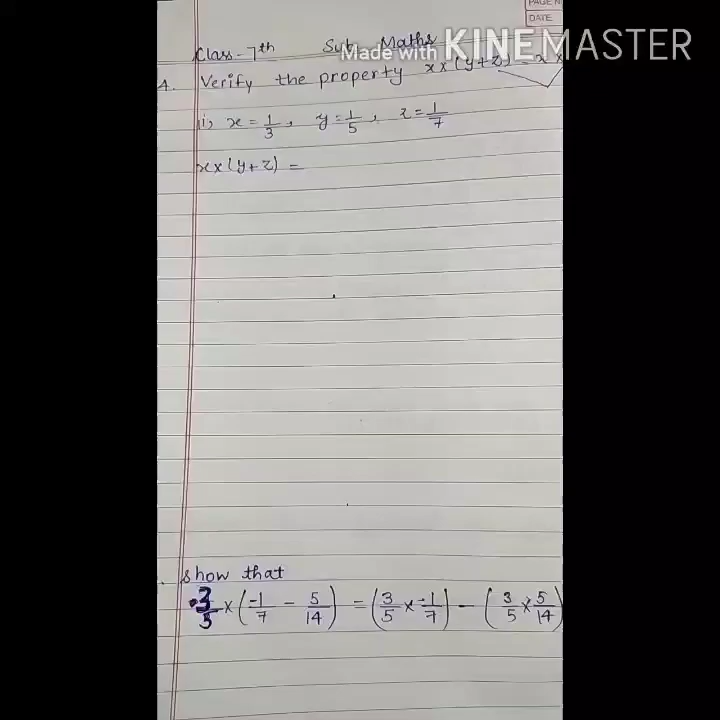 PAGE N
DATE
Made with KINEMASTER
Class - 7th Sub Maths
4. Verify the property x×(y+z) = x×
i, x = 1/3, y = 1/5, z = 1/7
x×(y+z) =
Show that
3/5 × (-1/7 - 5/14) = (3/5 × -1/7) - (3/5 × 5/14)